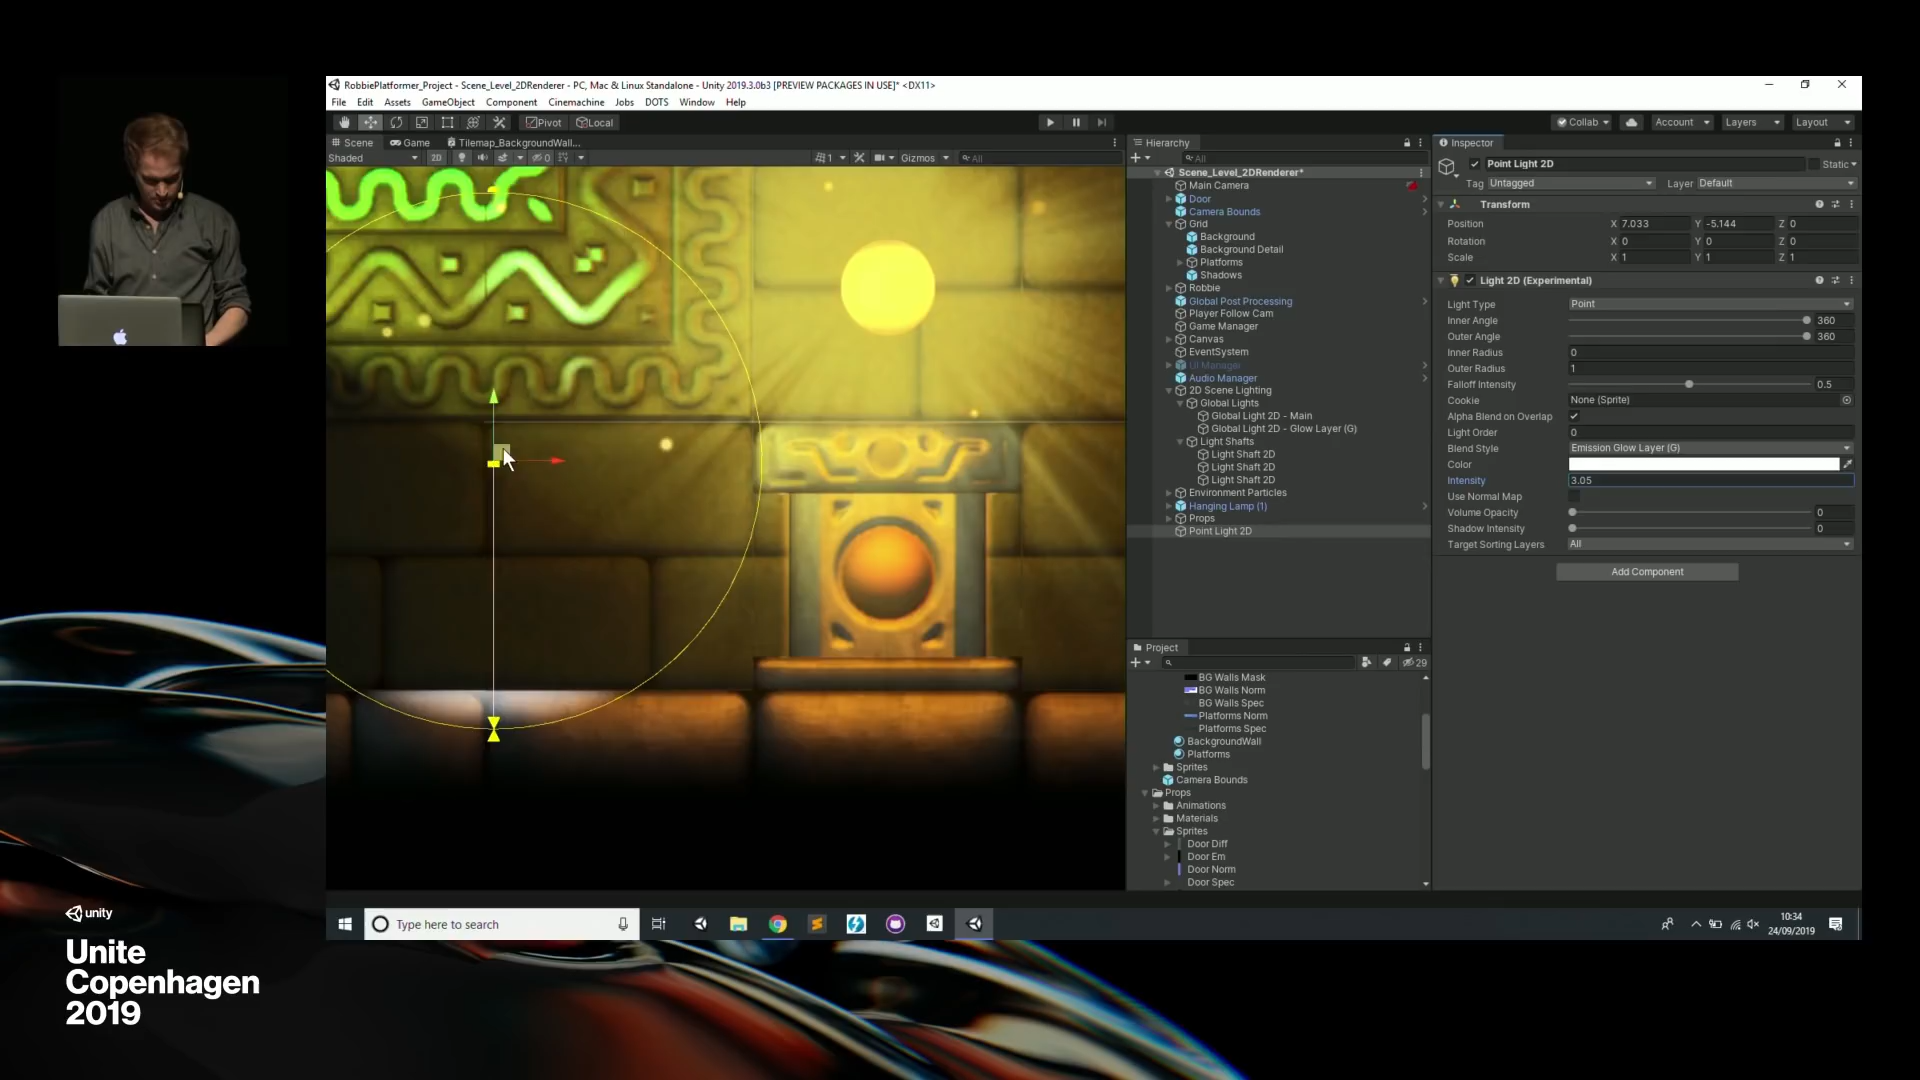 RobbiePlatformer_Project - Scene_Level_2DRenderer - PC, Mac & Linux Standalone - Unity 2019.3.0b3 [PREVIEW PACKAGES IN USE]* <DX11>
File Edit Assets GameObject Component Cinemachine Jobs DOTS Window Help
Pivot Local Collab Account Layers Layout
Scene Game Tilemap_BackgroundWall...
Shaded 2D 0 1 Gizmos All
Hierarchy
All
Scene_Level_2DRenderer*
Main Camera
Door
Camera Bounds
Grid
Background
Background Detail
Platforms
Shadows
Robbie
Global Post Processing
Player Follow Cam
Game Manager
Canvas
EventSystem
UI Manager
Audio Manager
2D Scene Lighting
Global Lights
Global Light 2D - Main
Global Light 2D - Glow Layer (G)
Light Shafts
Light Shaft 2D
Light Shaft 2D
Light Shaft 2D
Environment Particles
Hanging Lamp (1)
Props
Point Light 2D
Project
29
BG Walls Mask
BG Walls Norm
BG Walls Spec
Platforms Norm
Platforms Spec
BackgroundWall
Platforms
Sprites
Camera Bounds
Props
Animations
Materials
Sprites
Door Diff
Door Em
Door Norm
Door Spec
Inspector
Point Light 2D Static
Tag Untagged Layer Default
Transform
Position X 7.033 Y -5.144 Z 0
Rotation X 0 Y 0 Z 0
Scale X 1 Y 1 Z 1
Light 2D (Experimental)
Light Type Point
Inner Angle 360
Outer Angle 360
Inner Radius 0
Outer Radius 1
Falloff Intensity 0.5
Cookie None (Sprite)
Alpha Blend on Overlap
Light Order 0
Blend Style Emission Glow Layer (G)
Color
Intensity 3.05
Use Normal Map
Volume Opacity 0
Shadow Intensity 0
Target Sorting Layers All
Add Component
Type here to search
10:34
24/09/2019
unity
Unite
Copenhagen
2019